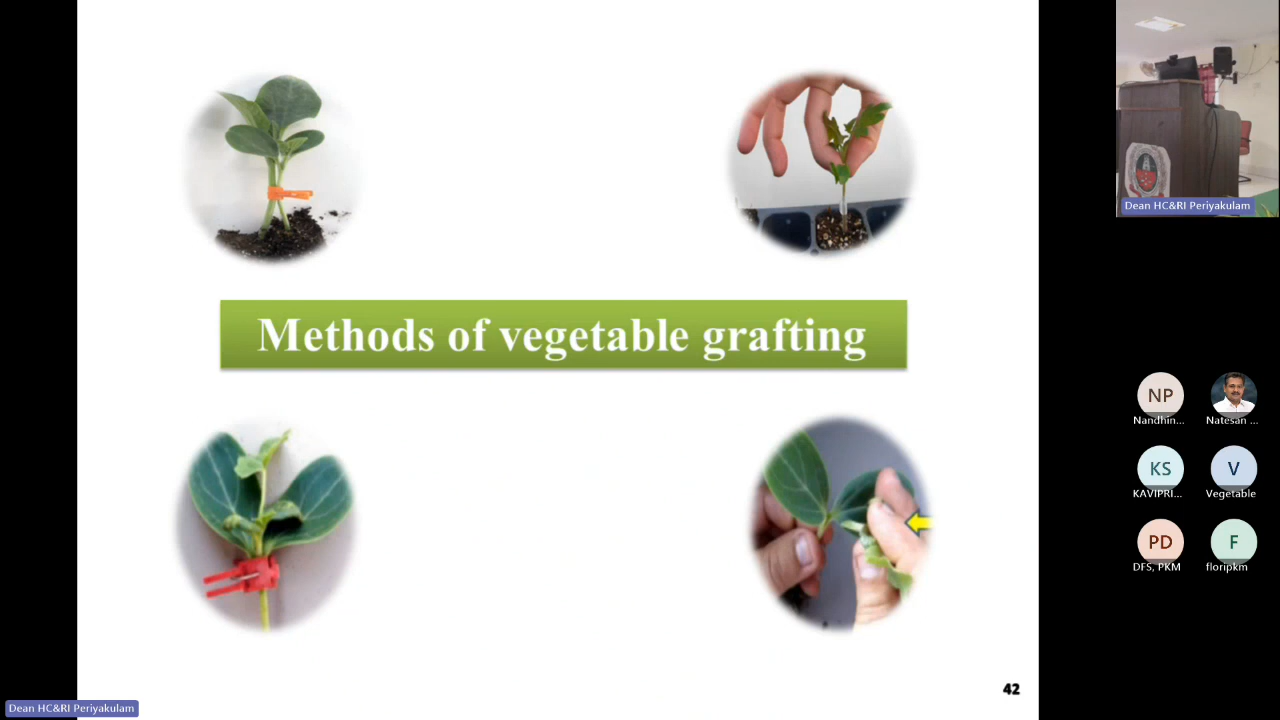 Methods of vegetable grafting
42
Dean HC&RI Periyakulam
NP
Nandhin...
Natesan ...
KS
KAVIPRI...
V
Vegetable
PD
DFS, PKM
F
floripkm
Dean HC&RI Periyakulam